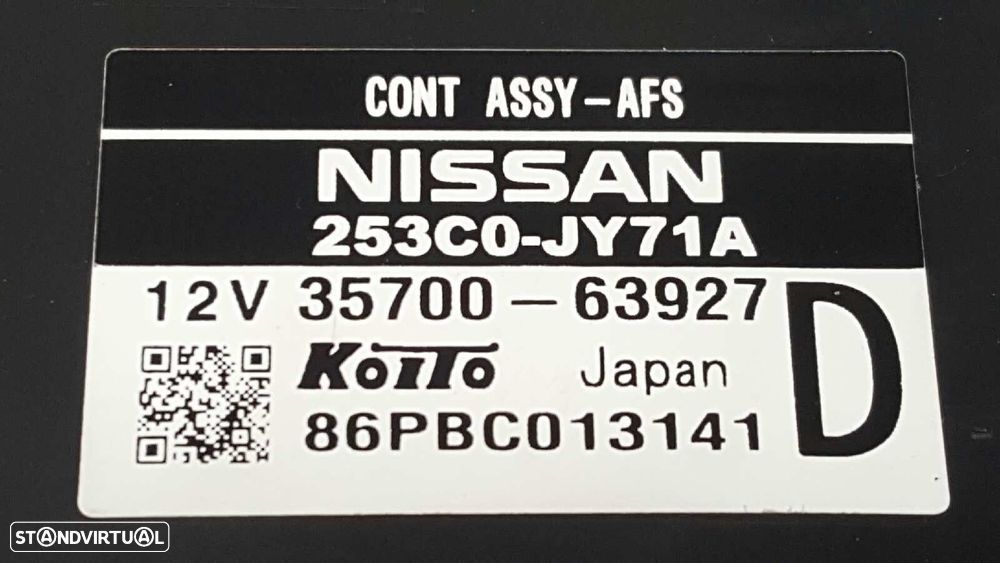 CONT ASSY-AFS
NISSAN
253C0-JY71A
12V 35700-63927
D
KOITO Japan
86PBC013141
STANDVIRTUAL